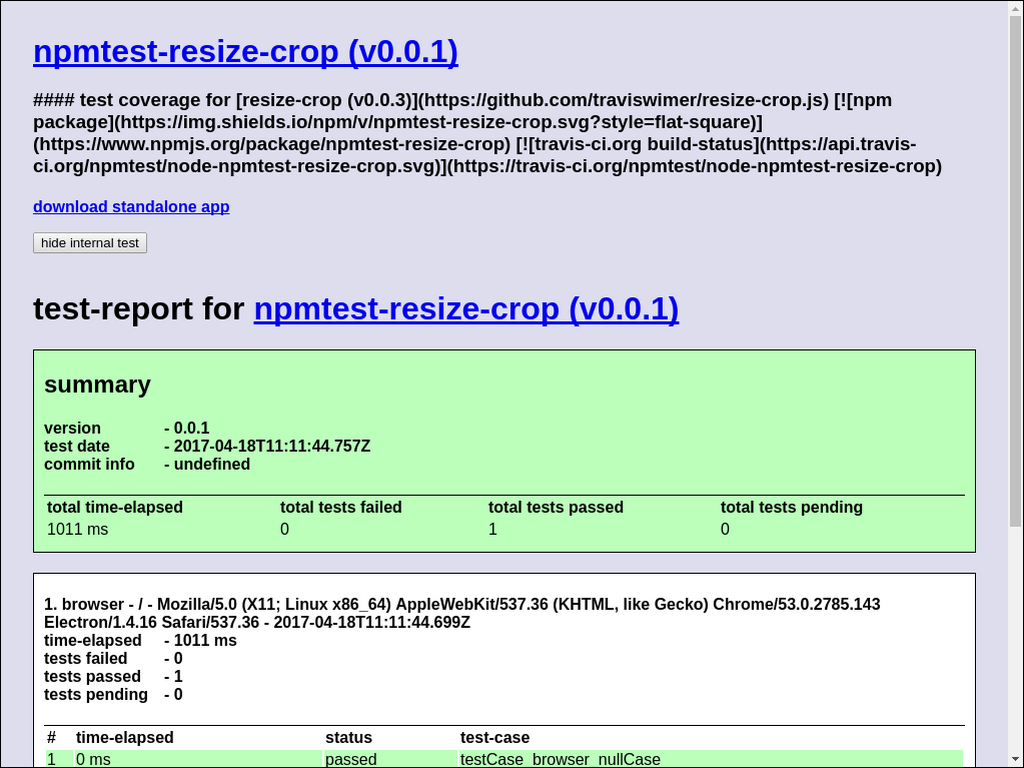 npmtest-resize-crop (v0.0.1)
#### test coverage for [resize-crop (v0.0.3)](https://github.com/traviswimer/resize-crop.js) [![npm
package](https://img.shields.io/npm/v/npmtest-resize-crop.svg?style=flat-square)]
(https://www.npmjs.org/package/npmtest-resize-crop) [![travis-ci.org build-status](https://api.travis-
ci.org/npmtest/node-npmtest-resize-crop.svg)](https://travis-ci.org/npmtest/node-npmtest-resize-crop)
download standalone app
hide internal test
test-report for npmtest-resize-crop (v0.0.1)
summary
version - 0.0.1
test date - 2017-04-18T11:11:44.757Z
commit info - undefined
total time-elapsed total tests failed total tests passed total tests pending
1011 ms 0 1 0
1. browser - / - Mozilla/5.0 (X11; Linux x86_64) AppleWebKit/537.36 (KHTML, like Gecko) Chrome/53.0.2785.143
Electron/1.4.16 Safari/537.36 - 2017-04-18T11:11:44.699Z
time-elapsed - 1011 ms
tests failed - 0
tests passed - 1
tests pending - 0
# time-elapsed status test-case
1 0 ms passed testCase_browser_nullCase